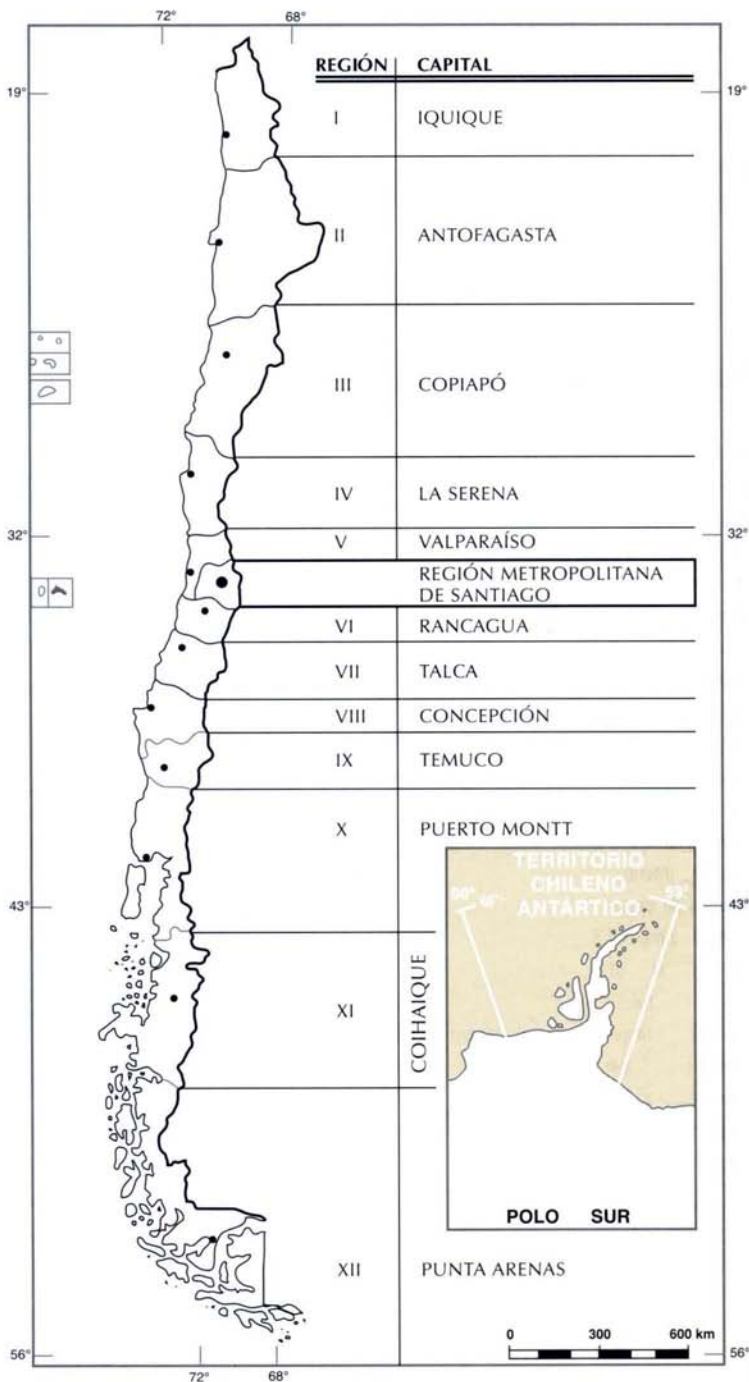 72° 68°
REGIÓN CAPITAL
19° 19°
I IQUIQUE
II ANTOFAGASTA
III COPIAPÓ
IV LA SERENA
32° 32°
V VALPARAÍSO
REGIÓN METROPOLITANA
DE SANTIAGO
VI RANCAGUA
VII TALCA
VIII CONCEPCIÓN
IX TEMUCO
X PUERTO MONTT
TERRITORIO
CHILENO
ANTÁRTICO
90° 53°
43° 43°
XI COIHAIQUE
POLO SUR
XII PUNTA ARENAS
0 300 600 km
56° 56°
72° 68°